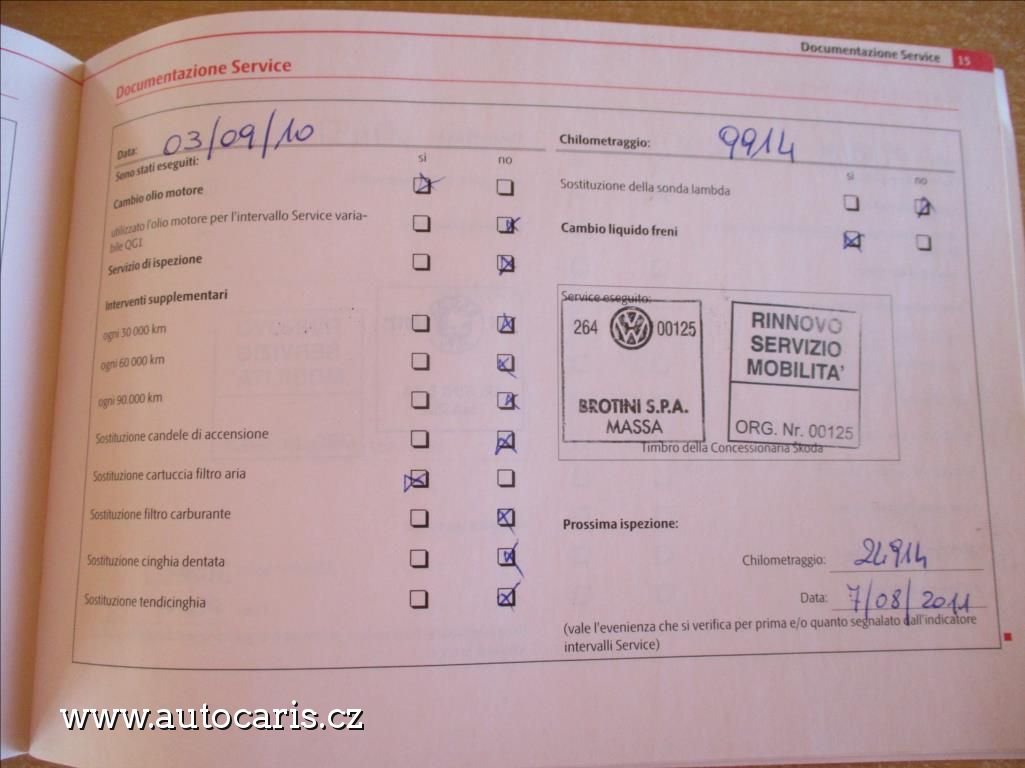 Documentazione Service 15
Documentazione Service
Data: 03/09/10
Sono stati eseguiti: sì no
Cambio olio motore
utilizzato l'olio motore per l'intervallo Service varia-
bile QG1
Servizio di ispezione
Interventi supplementari
ogni 30 000 km
ogni 60 000 km
ogni 90.000 km
Sostituzione candele di accensione
Sostituzione cartuccia filtro aria
Sostituzione filtro carburante
Sostituzione cinghia dentata
Sostituzione tendicinghia
Chilometraggio: 9914
sì no
Sostituzione della sonda lambda
Cambio liquido freni
Service eseguito:
264 00125
BROTINI S.P.A.
MASSA
RINNOVO
SERVIZIO
MOBILITA'
ORG. Nr. 00125
Timbro della Concessionaria Skoda
Prossima ispezione:
Chilometraggio: 24914
Data: 7/08/2011
(vale l'evenienza che si verifica per prima e/o quanto segnalato dall'indicatore
intervalli Service)
www.autocaris.cz